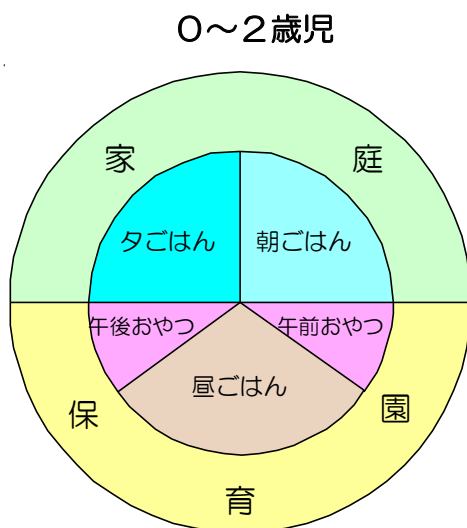 ０～２歳児
家庭
夕ごはん
朝ごはん
午後おやつ
午前おやつ
昼ごはん
保育園